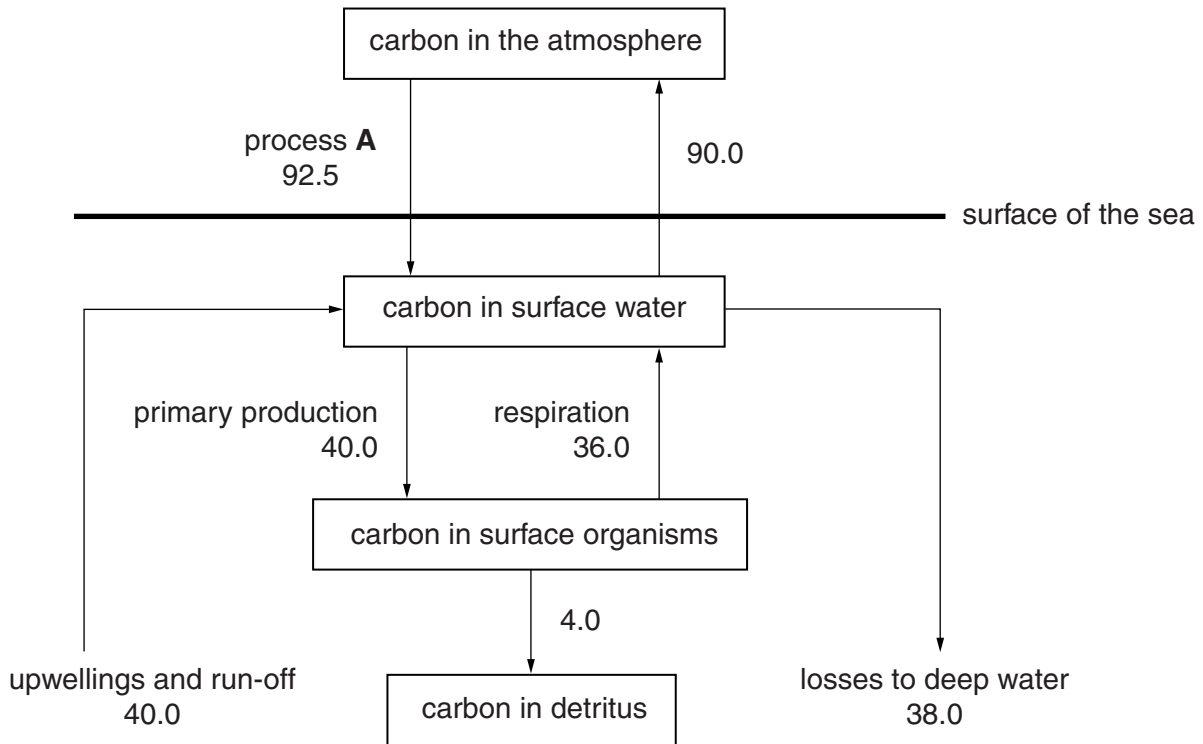 carbon in the atmosphere
process A
92.5
90.0
surface of the sea
carbon in surface water
primary production
40.0
respiration
36.0
carbon in surface organisms
4.0
upwellings and run-off
40.0
carbon in detritus
losses to deep water
38.0